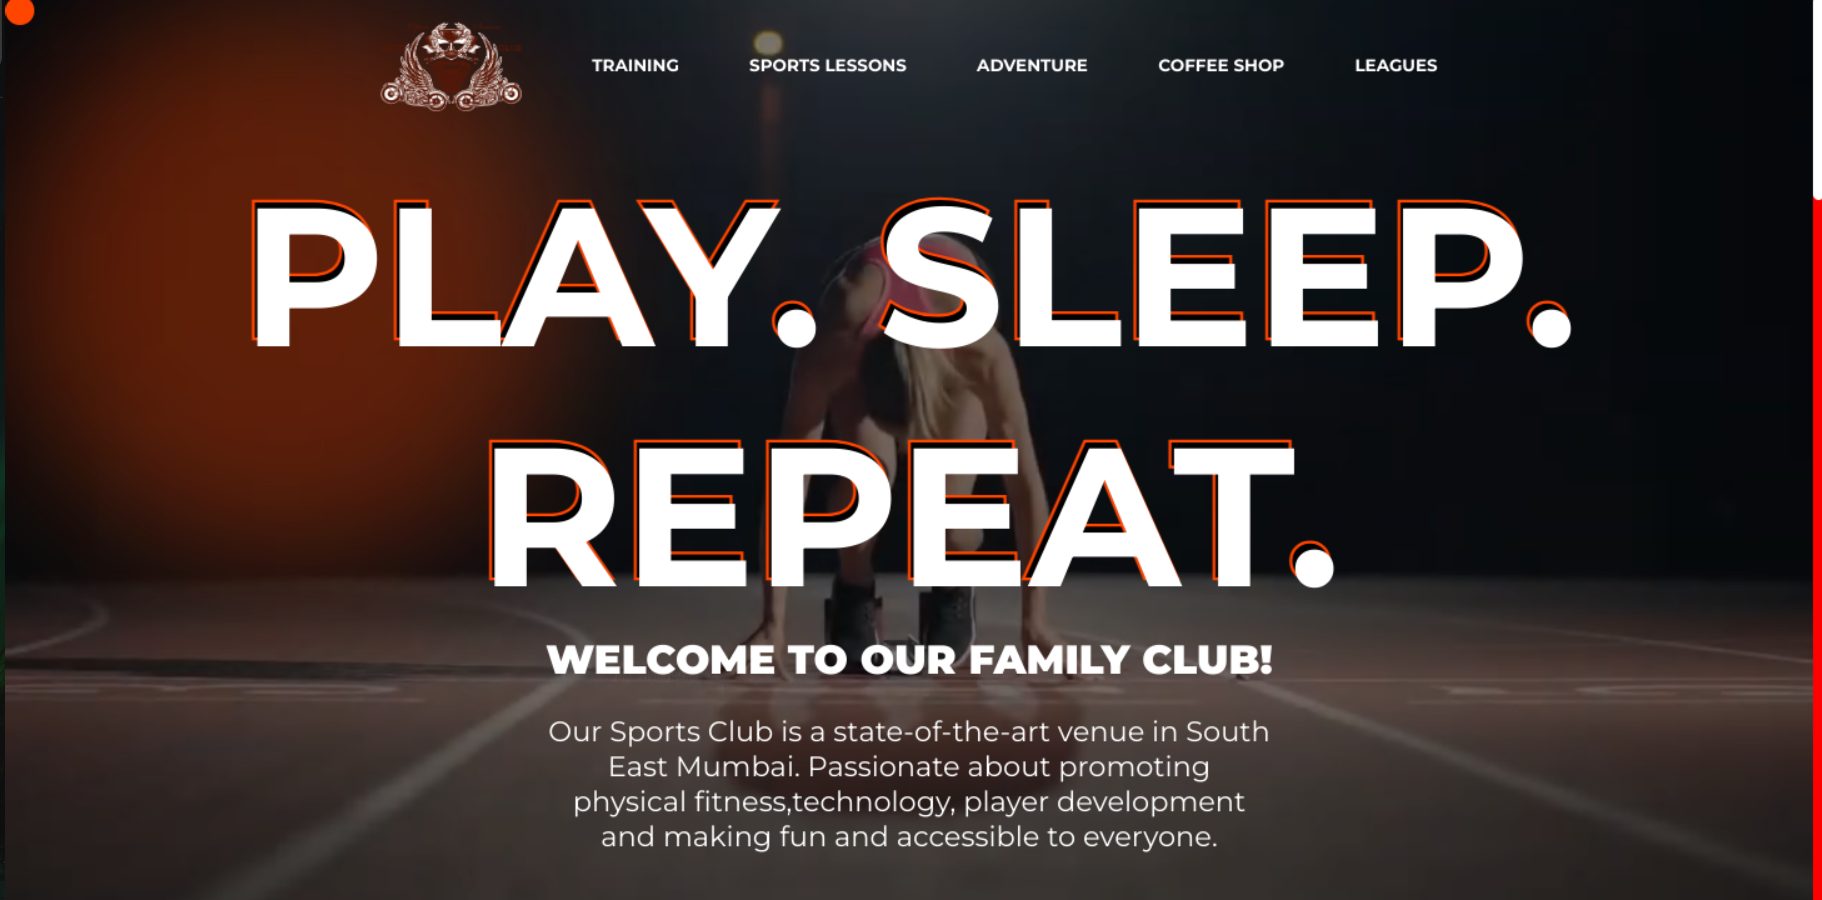 TRAINING SPORTS LESSONS ADVENTURE COFFEE SHOP LEAGUES
PLAY. SLEEP.
REPEAT.
WELCOME TO OUR FAMILY CLUB!
Our Sports Club is a state-of-the-art venue in South
East Mumbai. Passionate about promoting
physical fitness,technology, player development
and making fun and accessible to everyone.